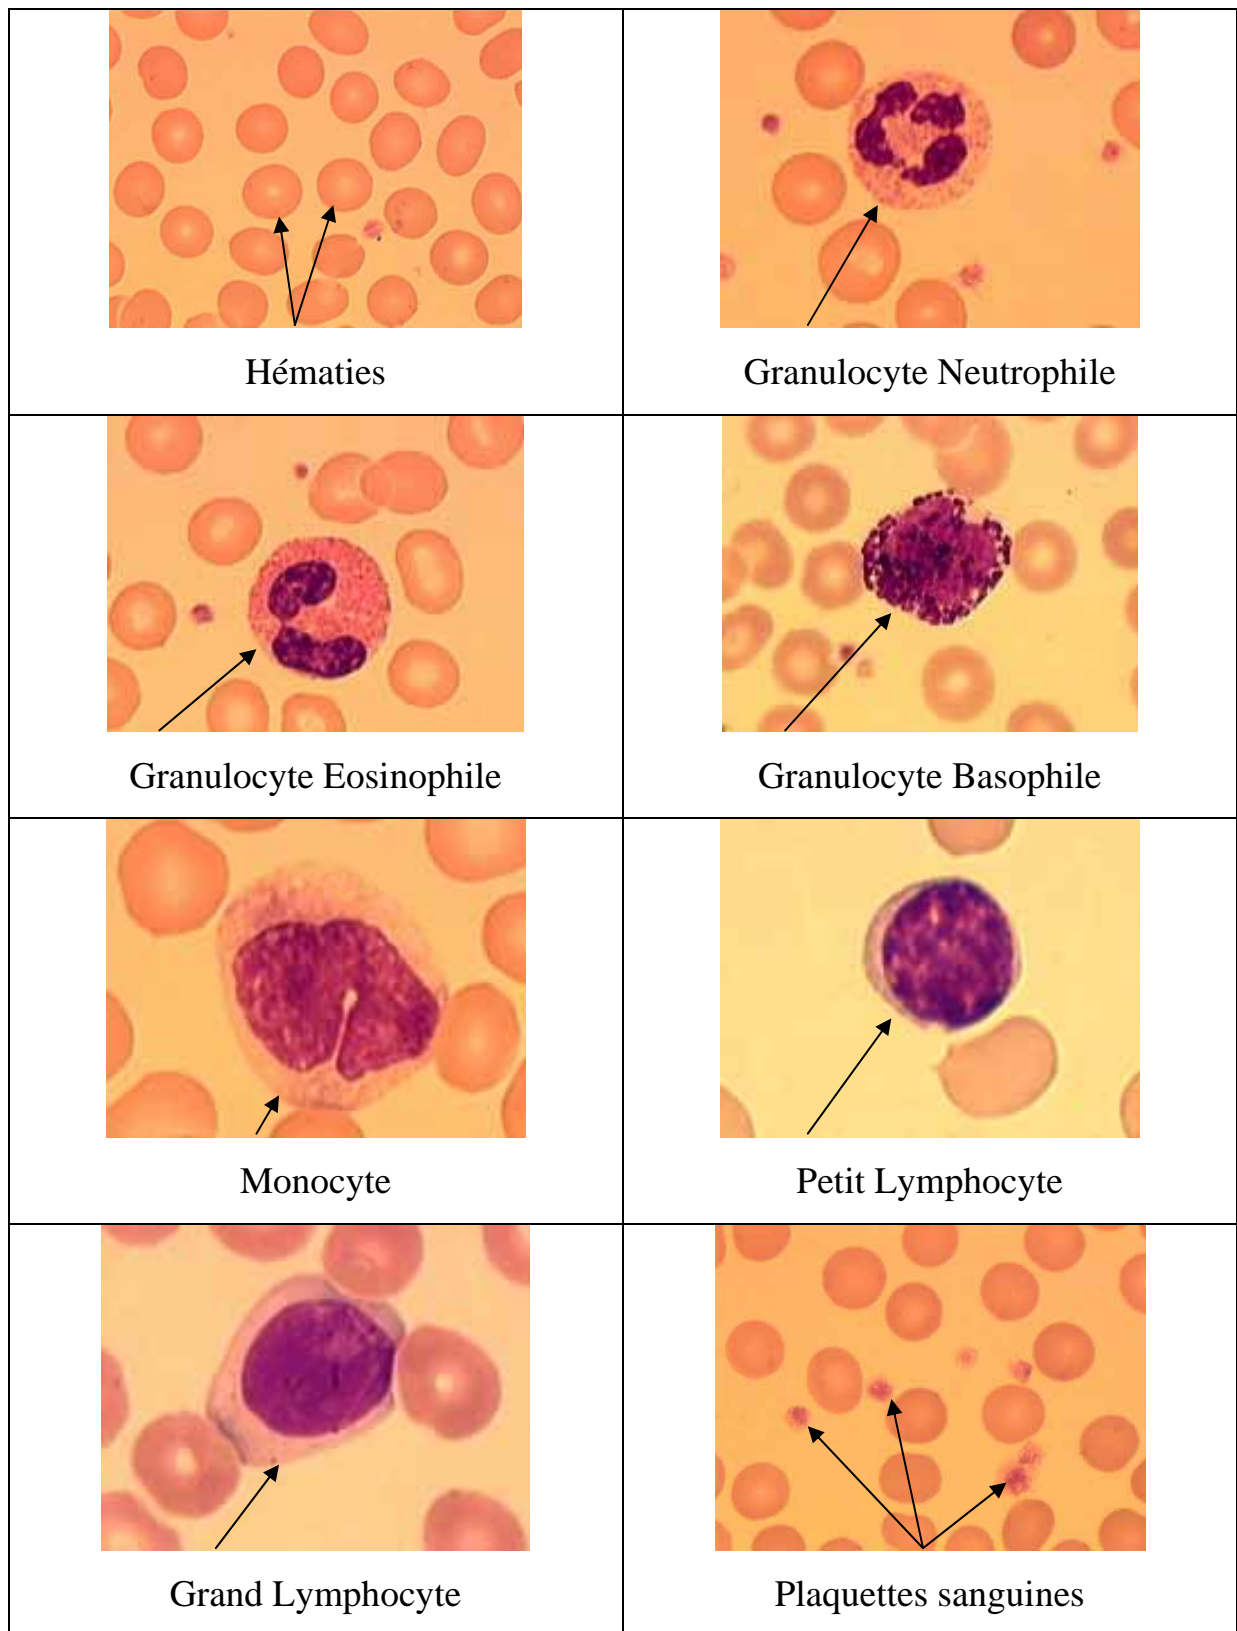 Hématies
Granulocyte Neutrophile
Granulocyte Eosinophile
Granulocyte Basophile
Monocyte
Petit Lymphocyte
Grand Lymphocyte
Plaquettes sanguines